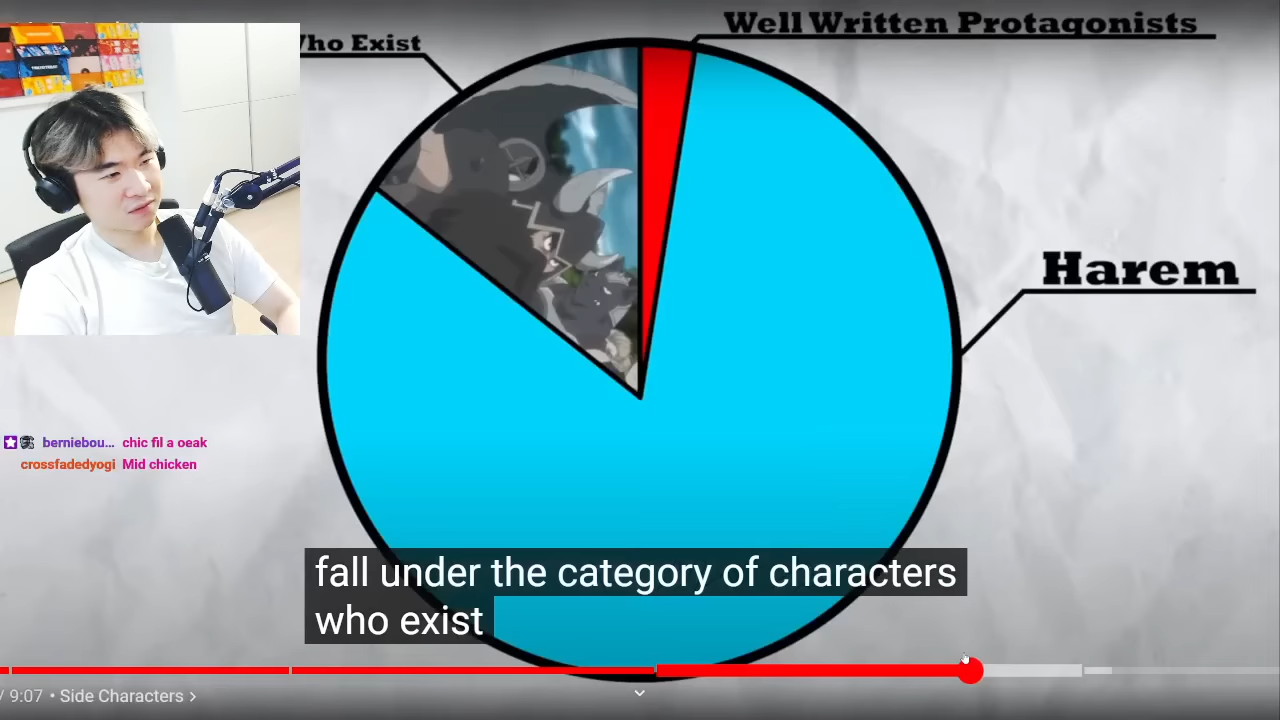 Well Written Protagonists
Who Exist
Harem
berniebou... chic fil a oeak
crossfadedyogi Mid chicken
fall under the category of characters
who exist
/ 9:07 • Side Characters >